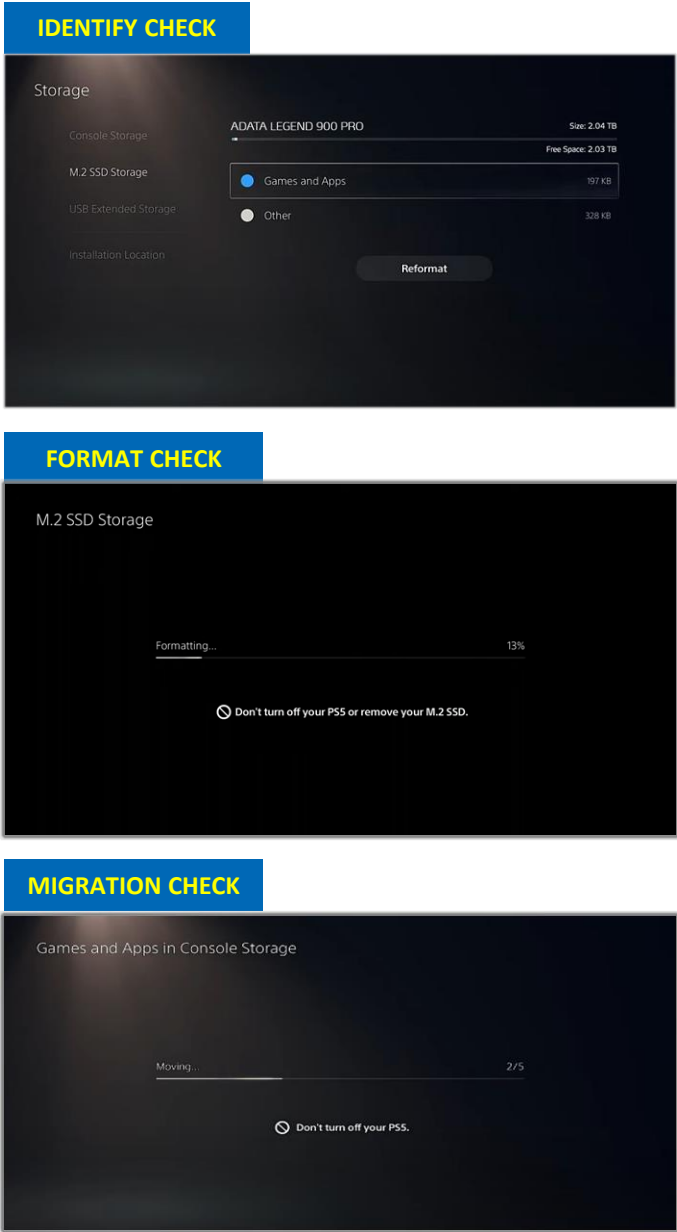 IDENTIFY CHECK
Storage
Console Storage
M.2 SSD Storage
USB Extended Storage
Installation Location
ADATA LEGEND 900 PRO
Size: 2.04 TB
Free Space: 2.03 TB
Games and Apps 197 KB
Other 328 KB
Reformat
FORMAT CHECK
M.2 SSD Storage
Formatting... 13%
Don't turn off your PS5 or remove your M.2 SSD.
MIGRATION CHECK
Games and Apps in Console Storage
Moving... 2/5
Don't turn off your PS5.